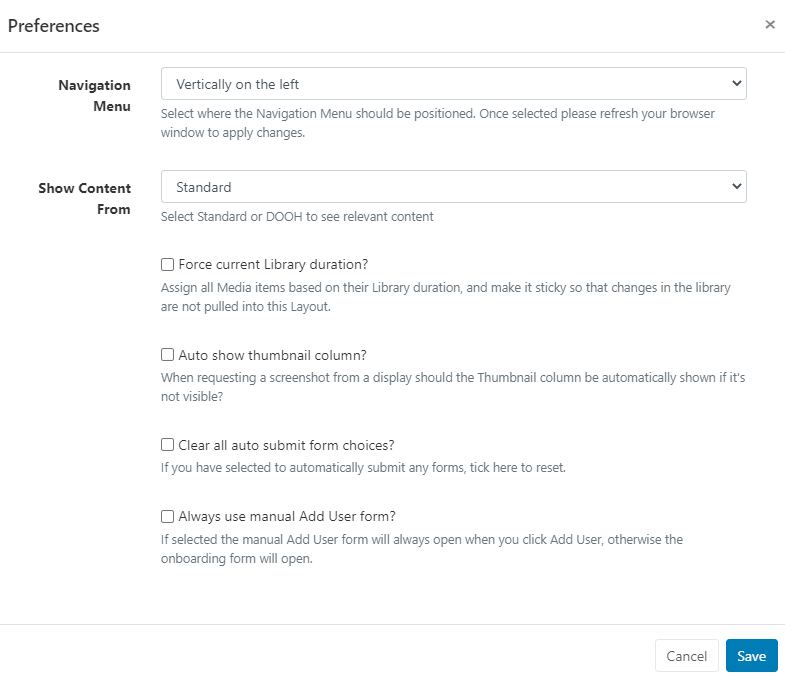 Preferences
×
Navigation
Menu
Vertically on the left
Select where the Navigation Menu should be positioned. Once selected please refresh your browser
window to apply changes.
Show Content
From
Standard
Select Standard or DOOH to see relevant content
Force current Library duration?
Assign all Media items based on their Library duration, and make it sticky so that changes in the library
are not pulled into this Layout.
Auto show thumbnail column?
When requesting a screenshot from a display should the Thumbnail column be automatically shown if it's
not visible?
Clear all auto submit form choices?
If you have selected to automatically submit any forms, tick here to reset.
Always use manual Add User form?
If selected the manual Add User form will always open when you click Add User, otherwise the
onboarding form will open.
Cancel
Save